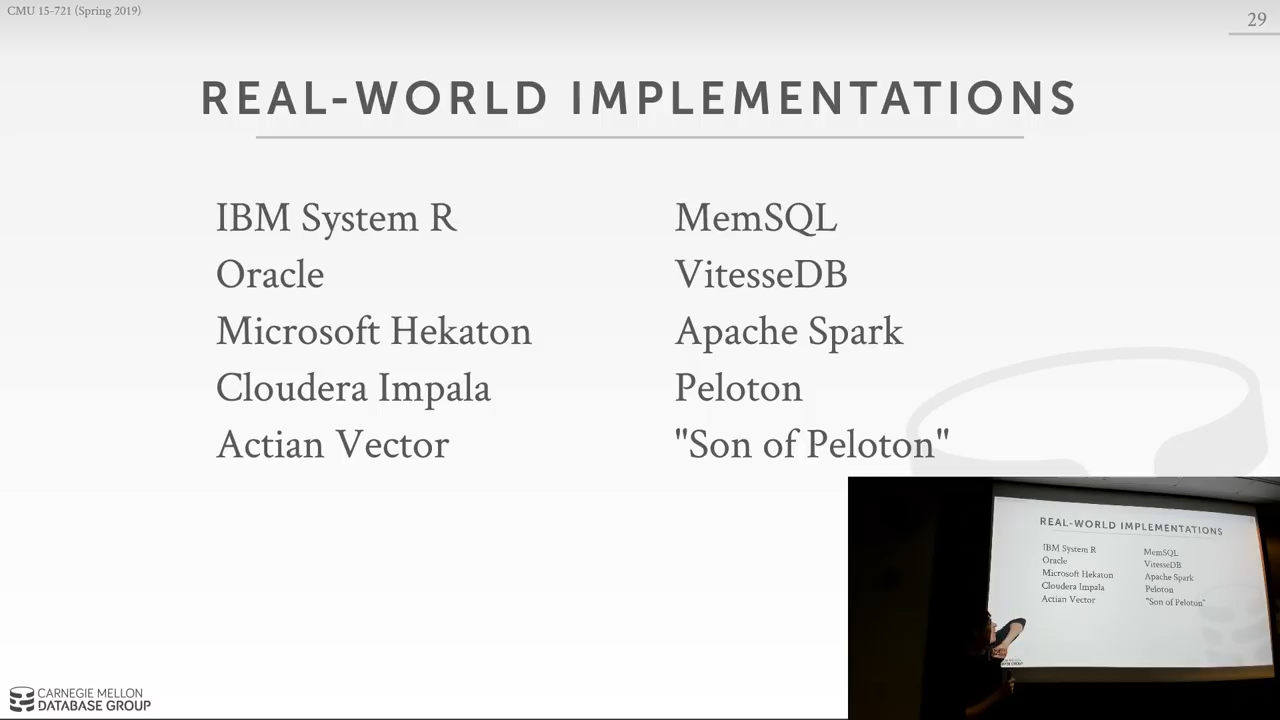 CMU 15-721 (Spring 2019)
29
REAL-WORLD IMPLEMENTATIONS
IBM System R
Oracle
Microsoft Hekaton
Cloudera Impala
Actian Vector
MemSQL
VitesseDB
Apache Spark
Peloton
"Son of Peloton"
REAL-WORLD IMPLEMENTATIONS
IBM System R
Oracle
Microsoft Hekaton
Cloudera Impala
Actian Vector
MemSQL
VitesseDB
Apache Spark
Peloton
"Son of Peloton"
CARNEGIE MELLON
DATABASE GROUP